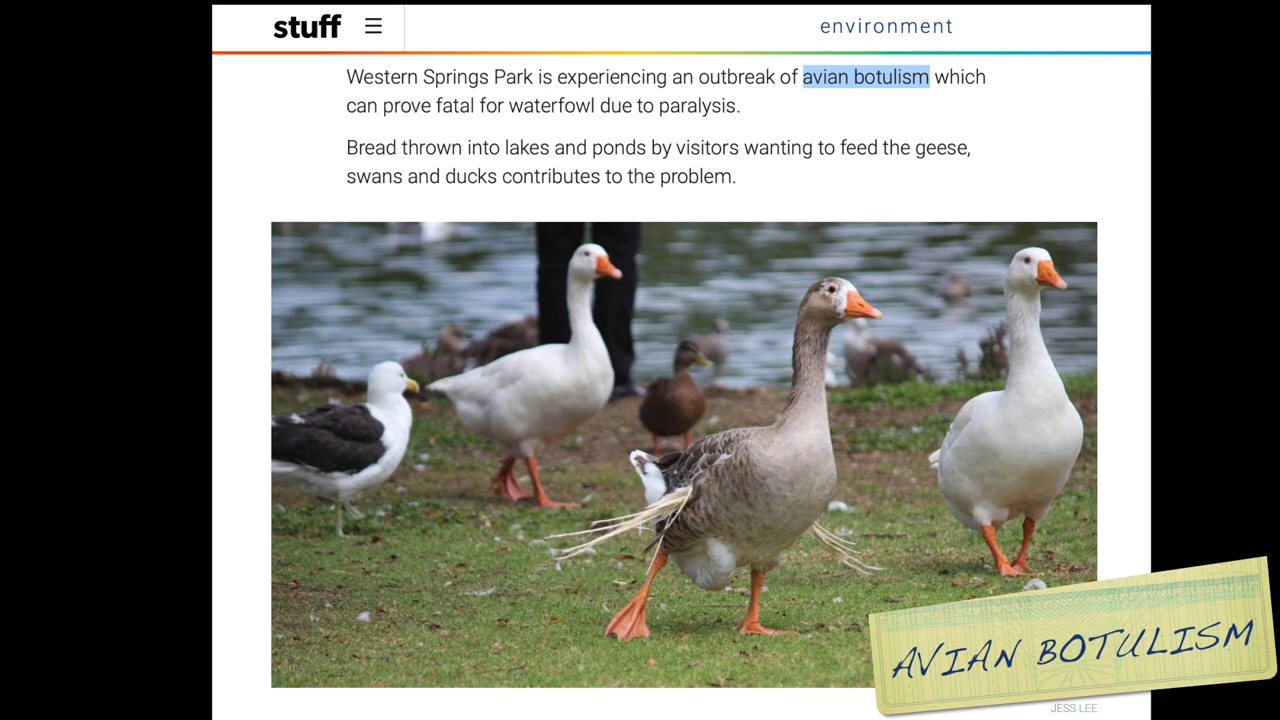 stuff
environment
Western Springs Park is experiencing an outbreak of avian botulism which
can prove fatal for waterfowl due to paralysis.
Bread thrown into lakes and ponds by visitors wanting to feed the geese,
swans and ducks contributes to the problem.
AVIAN BOTULISM
JESS LEE